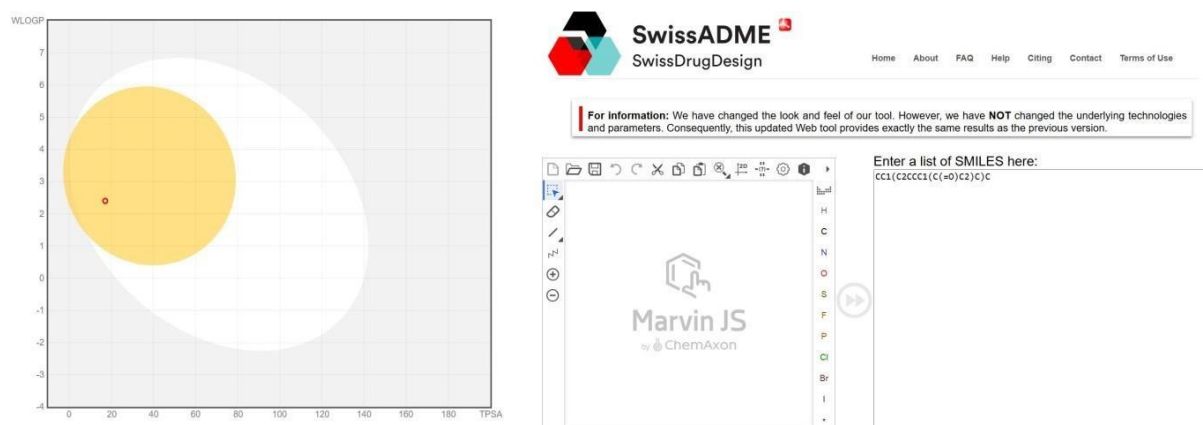 WLOGP
7
6
5
4
3
2
1
0
-1
-2
-3
-4
0 20 40 60 80 100 120 140 160 180 TPSA
SwissADME
SwissDrugDesign
Home About FAQ Help Citing Contact Terms of Use
For information: We have changed the look and feel of our tool. However, we have NOT changed the underlying technologies
and parameters. Consequently, this updated Web tool provides exactly the same results as the previous version.
Enter a list of SMILES here:
CC1(C2CCC1(C(=O)C2)C)C
2D
H
C
N
O
S
F
P
Cl
Br
I
Marvin JS
by ChemAxon